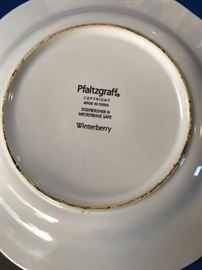 Pfaltzgraff®
COPYRIGHT
MADE IN CHINA
DISHWASHER &
MICROWAVE SAFE
Winterberry